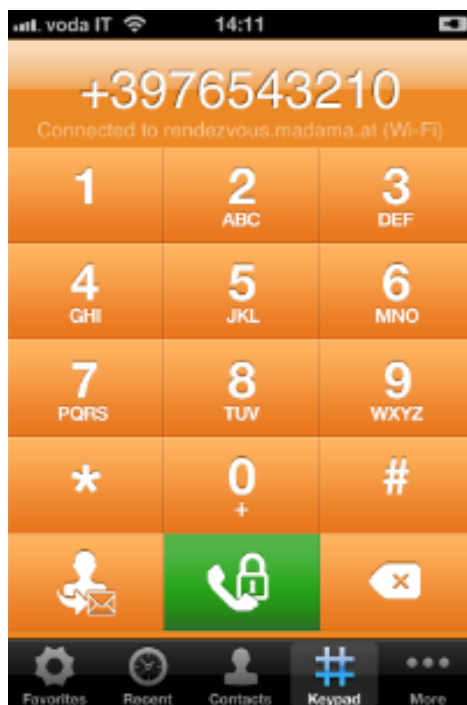 voda IT 14:11
+3976543210
Connected to rendezvous.madama.at (Wi-Fi)
1 2 3
ABC DEF
4 5 6
GHI JKL MNO
7 8 9
PQRS TUV WXYZ
* 0 #
+
Favorites Recent Contacts Keypad More